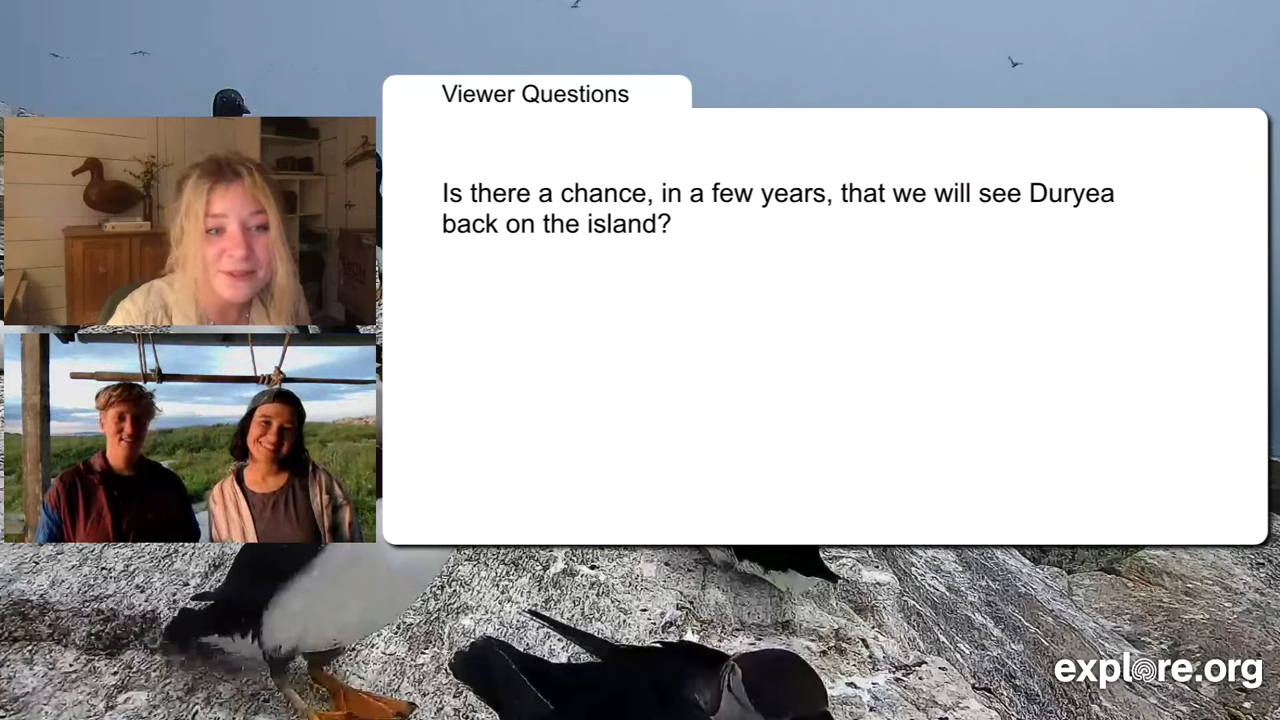 Viewer Questions
Is there a chance, in a few years, that we will see Duryea
back on the island?
explore.org